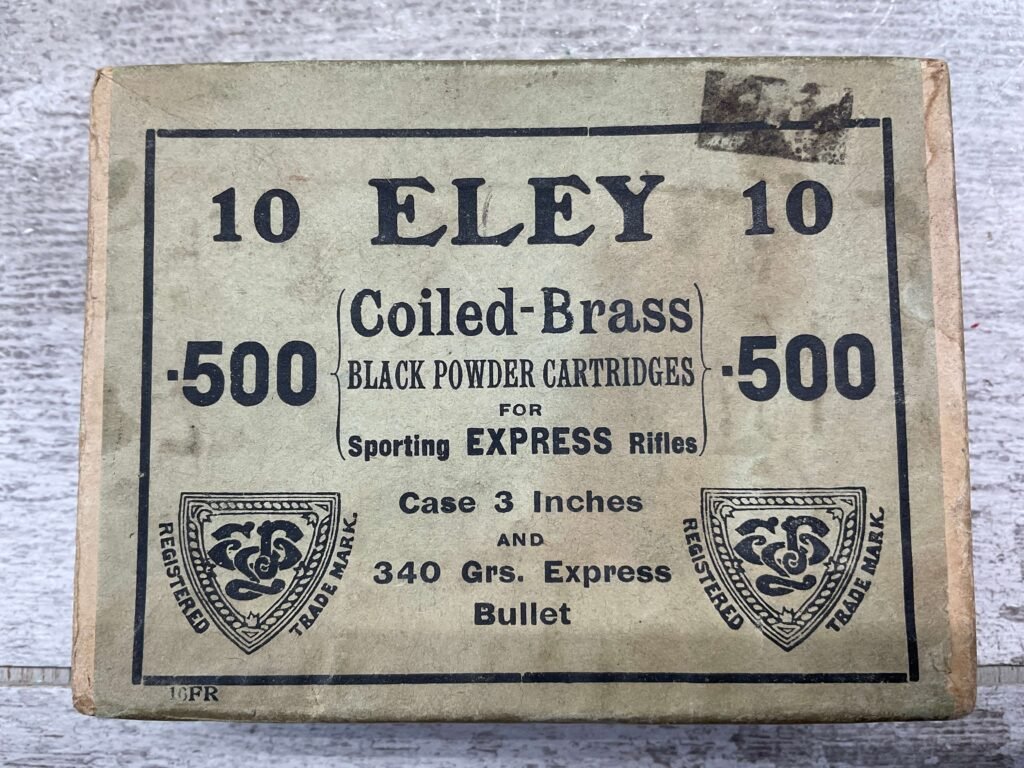 10 ELEY 10
Coiled-Brass
BLACK POWDER CARTRIDGES
·500 ·500
FOR
Sporting EXPRESS Rifles
Case 3 Inches
AND
340 Grs. Express
Bullet
REGISTERED TRADE MARK.
REGISTERED TRADE MARK.
16FR